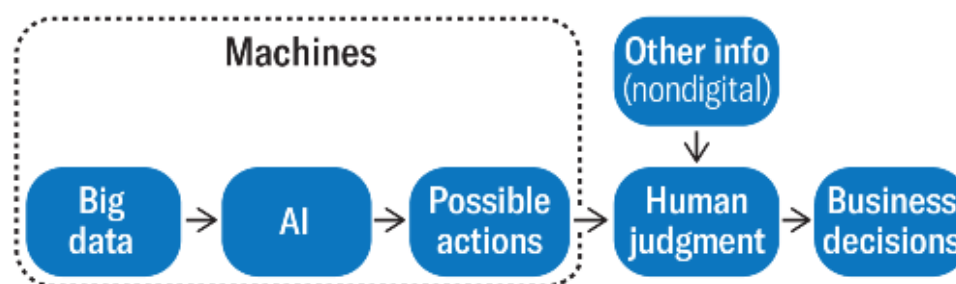 Machines
Other info
(nondigital)
Big
data
AI
Possible
actions
Human
judgment
Business
decisions